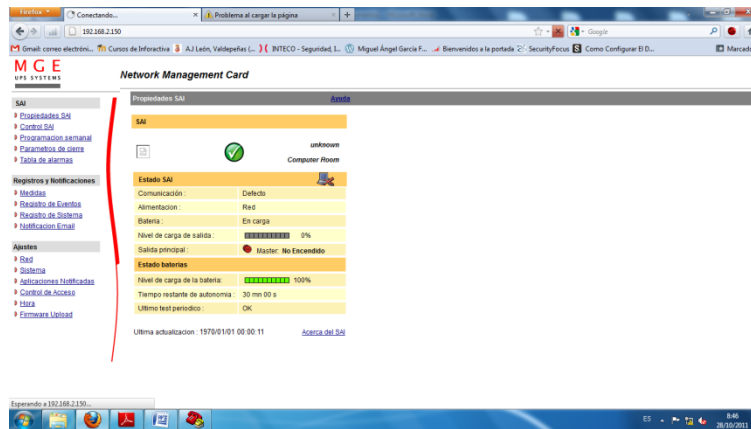 Firefox
Conectando...
Problema al cargar la página
192.168.2.150
Google
Gmail: correo electróni...
Cursos de Inforactiva
AJ León, Valdepeñas (...
INTECO - Seguridad, I...
Miguel Ángel García F...
Bienvenidos a la portada
SecurityFocus
Como Configurar El D...
Marcado
MGE
UPS SYSTEMS
Network Management Card
SAI
Propiedades SAI
Control SAI
Programacion semanal
Parametros de cierre
Tabla de alarmas
Registros y Notificaciones
Medidas
Registro de Eventos
Registro de Sistema
Notificacion Email
Ajustes
Red
Sistema
Aplicaciones Notificadas
Control de Acceso
Hora
Firmware Upload
Propiedades SAI
Ayuda
SAI
unknown
Computer Room
Estado SAI
Comunicación : Defecto
Alimentacion : Red
Bateria : En carga
Nivel de carga de salida : 0%
Salida principal : Master: No Encendido
Estado baterias
Nivel de carga de la bateria: 100%
Tiempo restante de autonomia : 30 mn 00 s
Ultimo test periodico : OK
Ultima actualizacion : 1970/01/01 00:00:11
Acerca del SAI
Esperando a 192.168.2.150...
ES
8:46
28/10/2011